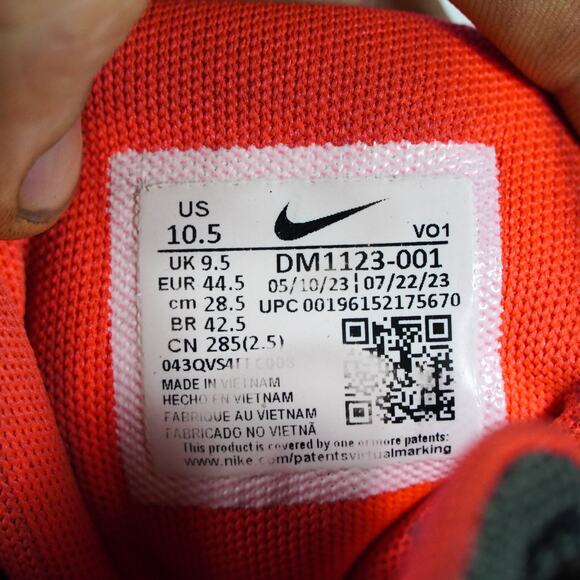 US
10.5
VO1
UK 9.5
DM1123-001
EUR 44.5
05/10/23 07/22/23
cm 28.5
UPC 00196152175670
BR 42.5
CN 285(2.5)
MADE IN VIETNAM
HECHO EN VIETNAM
FABRIQUE AU VIETNAM
FABRICADO NO VIETNÃ
This product is covered by one or more patents:
www.nike.com/patentsvirtualmarking